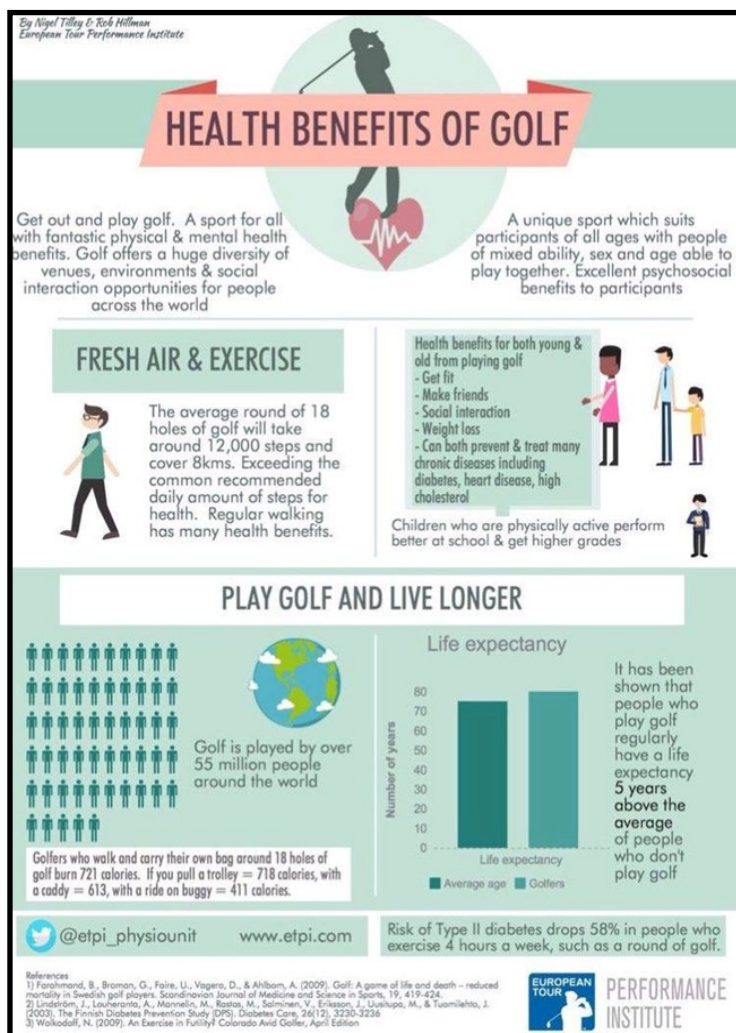 By Nigel Tilley & Rob Hillman
European Tour Performance Institute
HEALTH BENEFITS OF GOLF
Get out and play golf. A sport for all
with fantastic physical & mental health
benefits. Golf offers a huge diversity of
venues, environments & social
interaction opportunities for people
across the world
A unique sport which suits
participants of all ages with people
of mixed ability, sex and age able to
play together. Excellent psychosocial
benefits to participants
FRESH AIR & EXERCISE
The average round of 18
holes of golf will take
around 12,000 steps and
cover 8kms. Exceeding the
common recommended
daily amount of steps for
health. Regular walking
has many health benefits.
Health benefits for both young &
old from playing golf
- Get fit
- Make friends
- Social interaction
- Weight loss
- Can both prevent & treat many
chronic diseases including
diabetes, heart disease, high
cholesterol
Children who are physically active perform
better at school & get higher grades
PLAY GOLF AND LIVE LONGER
Golf is played by over
55 million people
around the world
Golfers who walk and carry their own bag around 18 holes of
golf burn 721 calories. If you pull a trolley = 718 calories, with
a caddy = 613, with a ride on buggy = 411 calories.
Life expectancy
Number of years
80
70
60
50
40
30
20
10
0
Life expectancy
Average age
Golfers
It has been
shown that
people who
play golf
regularly
have a life
expectancy
5 years
above the
average
of people
who don't
play golf
@etpi_physiounit
www.etpi.com
Risk of Type II diabetes drops 58% in people who
exercise 4 hours a week, such as a round of golf.
References
1) Farahmand, B., Broman, G., Faire, U., Vagero, D., & Ahlbom, A. (2009). Golf: A game of life and death – reduced
mortality in Swedish golf players. Scandinavian Journal of Medicine and Science in Sports, 19, 419-424.
2) Lindström, J., Louheranta, A., Mannelin, M., Rastas, M., Salminen, V., Eriksson, J., Uusitupa, M., & Tuomilehto, J.
(2003). The Finnish Diabetes Prevention Study (DPS). Diabetes Care, 26(12), 3230-3236
3) Walkodoff, N. (2009). An Exercise in Futility? Colorado Avid Golfer, April Edition
EUROPEAN
TOUR
PERFORMANCE
INSTITUTE